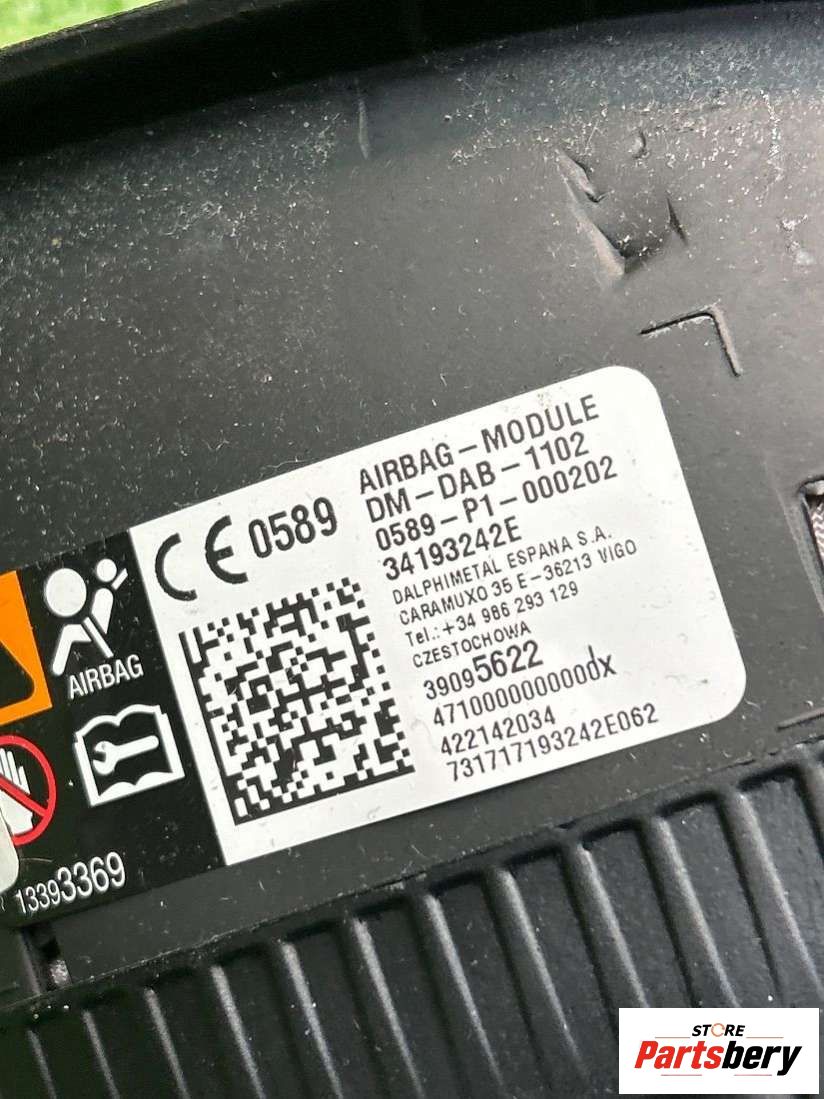 AIRBAG-MODULE
DM-DAB-1102
0589-P1-000202
34193242E
DALPHIMETAL ESPANA S.A.
CARAMUXO 35 E-36213 VIGO
Tel.:+34 986 293 129
CZESTOCHOWA
39095622
471000000000dx
422142034
731717193242E062
CE 0589
AIRBAG
13393369
STORE
Partsbery